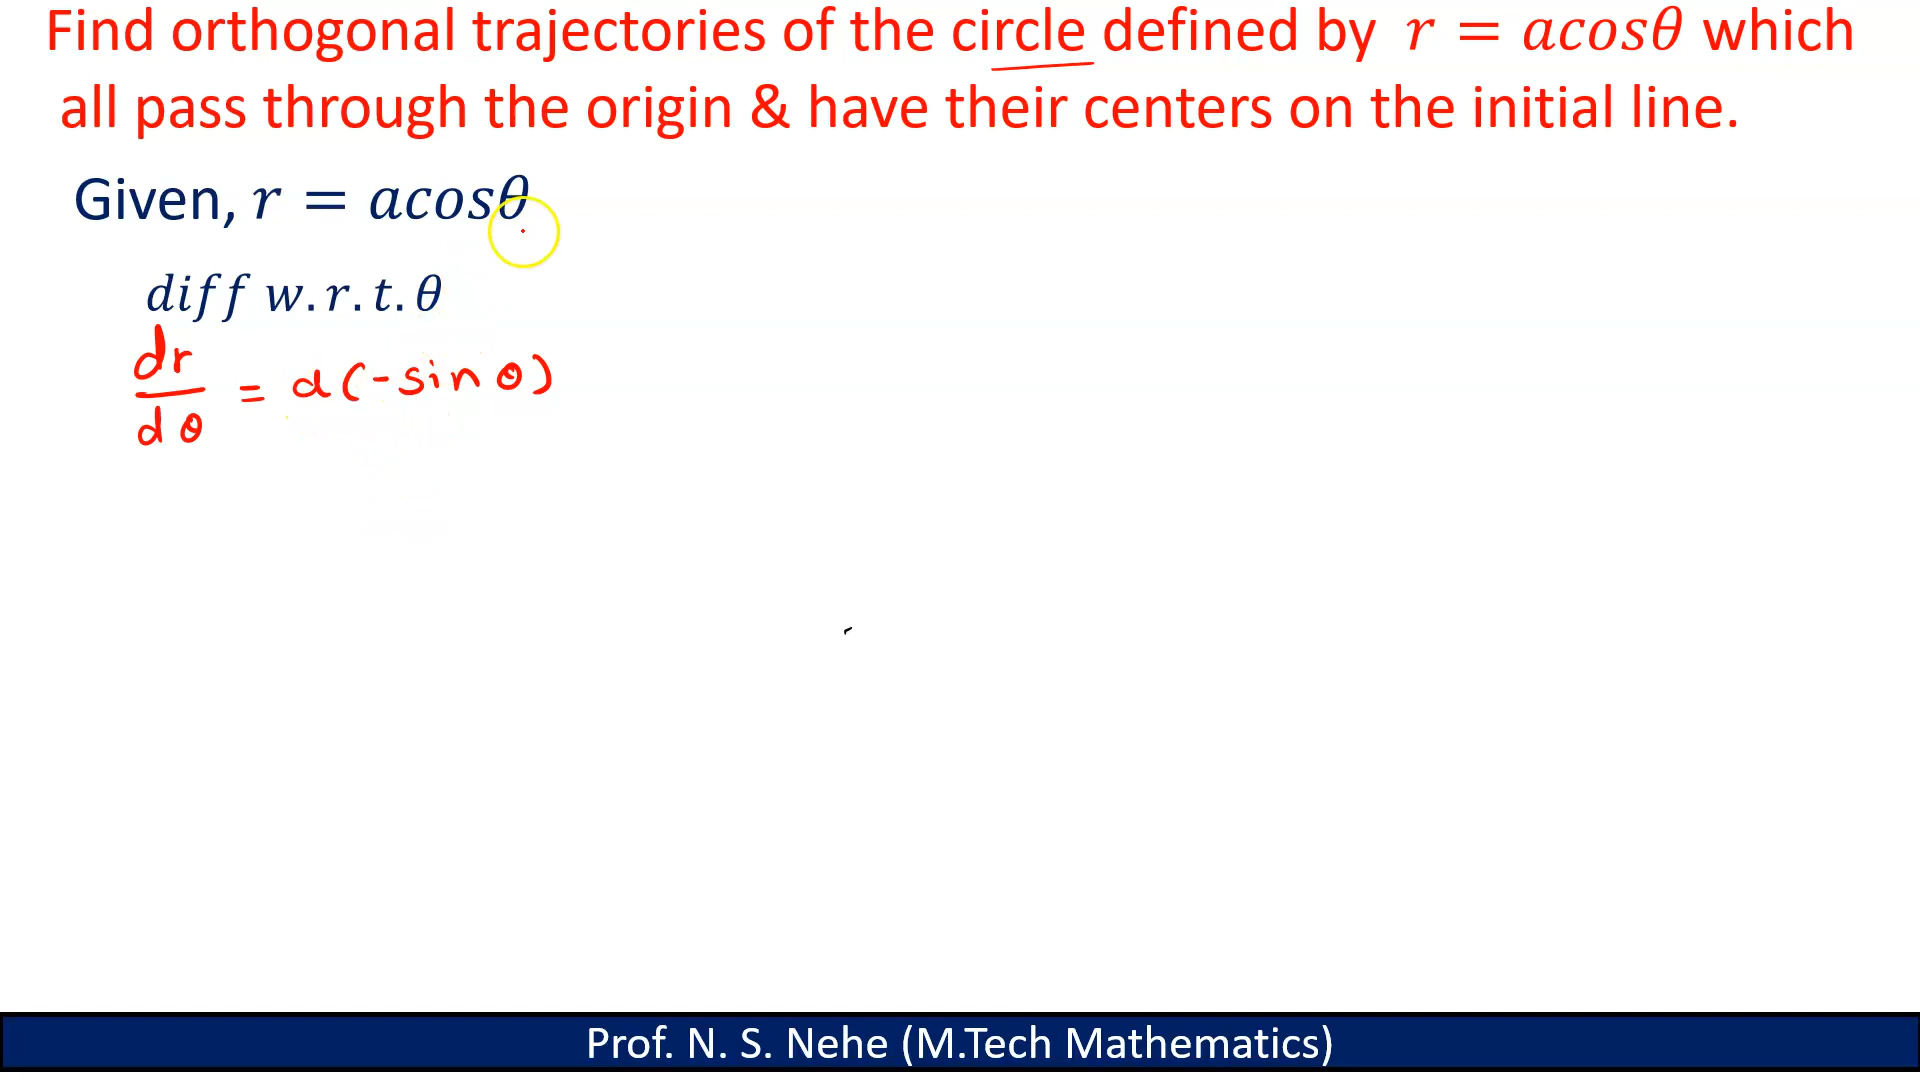 Find orthogonal trajectories of the circle defined by r = acosθ which
all pass through the origin & have their centers on the initial line.
Given, r = acosθ
diff w.r.t.θ
dr/dθ = a(-sinθ)
Prof. N. S. Nehe (M.Tech Mathematics)